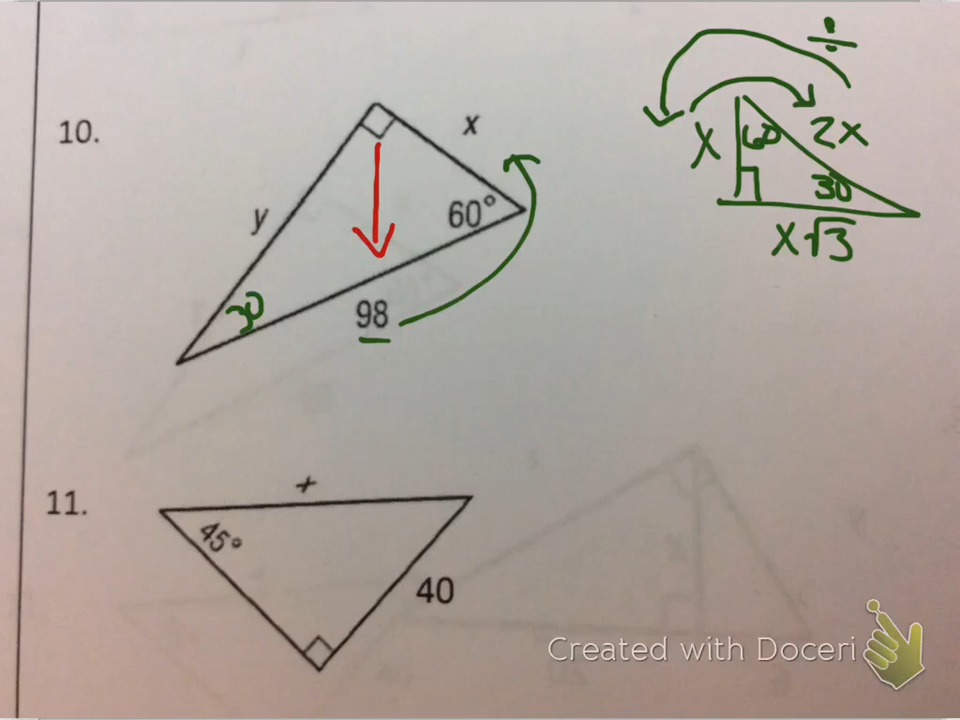 10.
x
y
60°
30
98
÷
x
60
2x
30
x√3
11.
x
45°
40
Created with Doceri